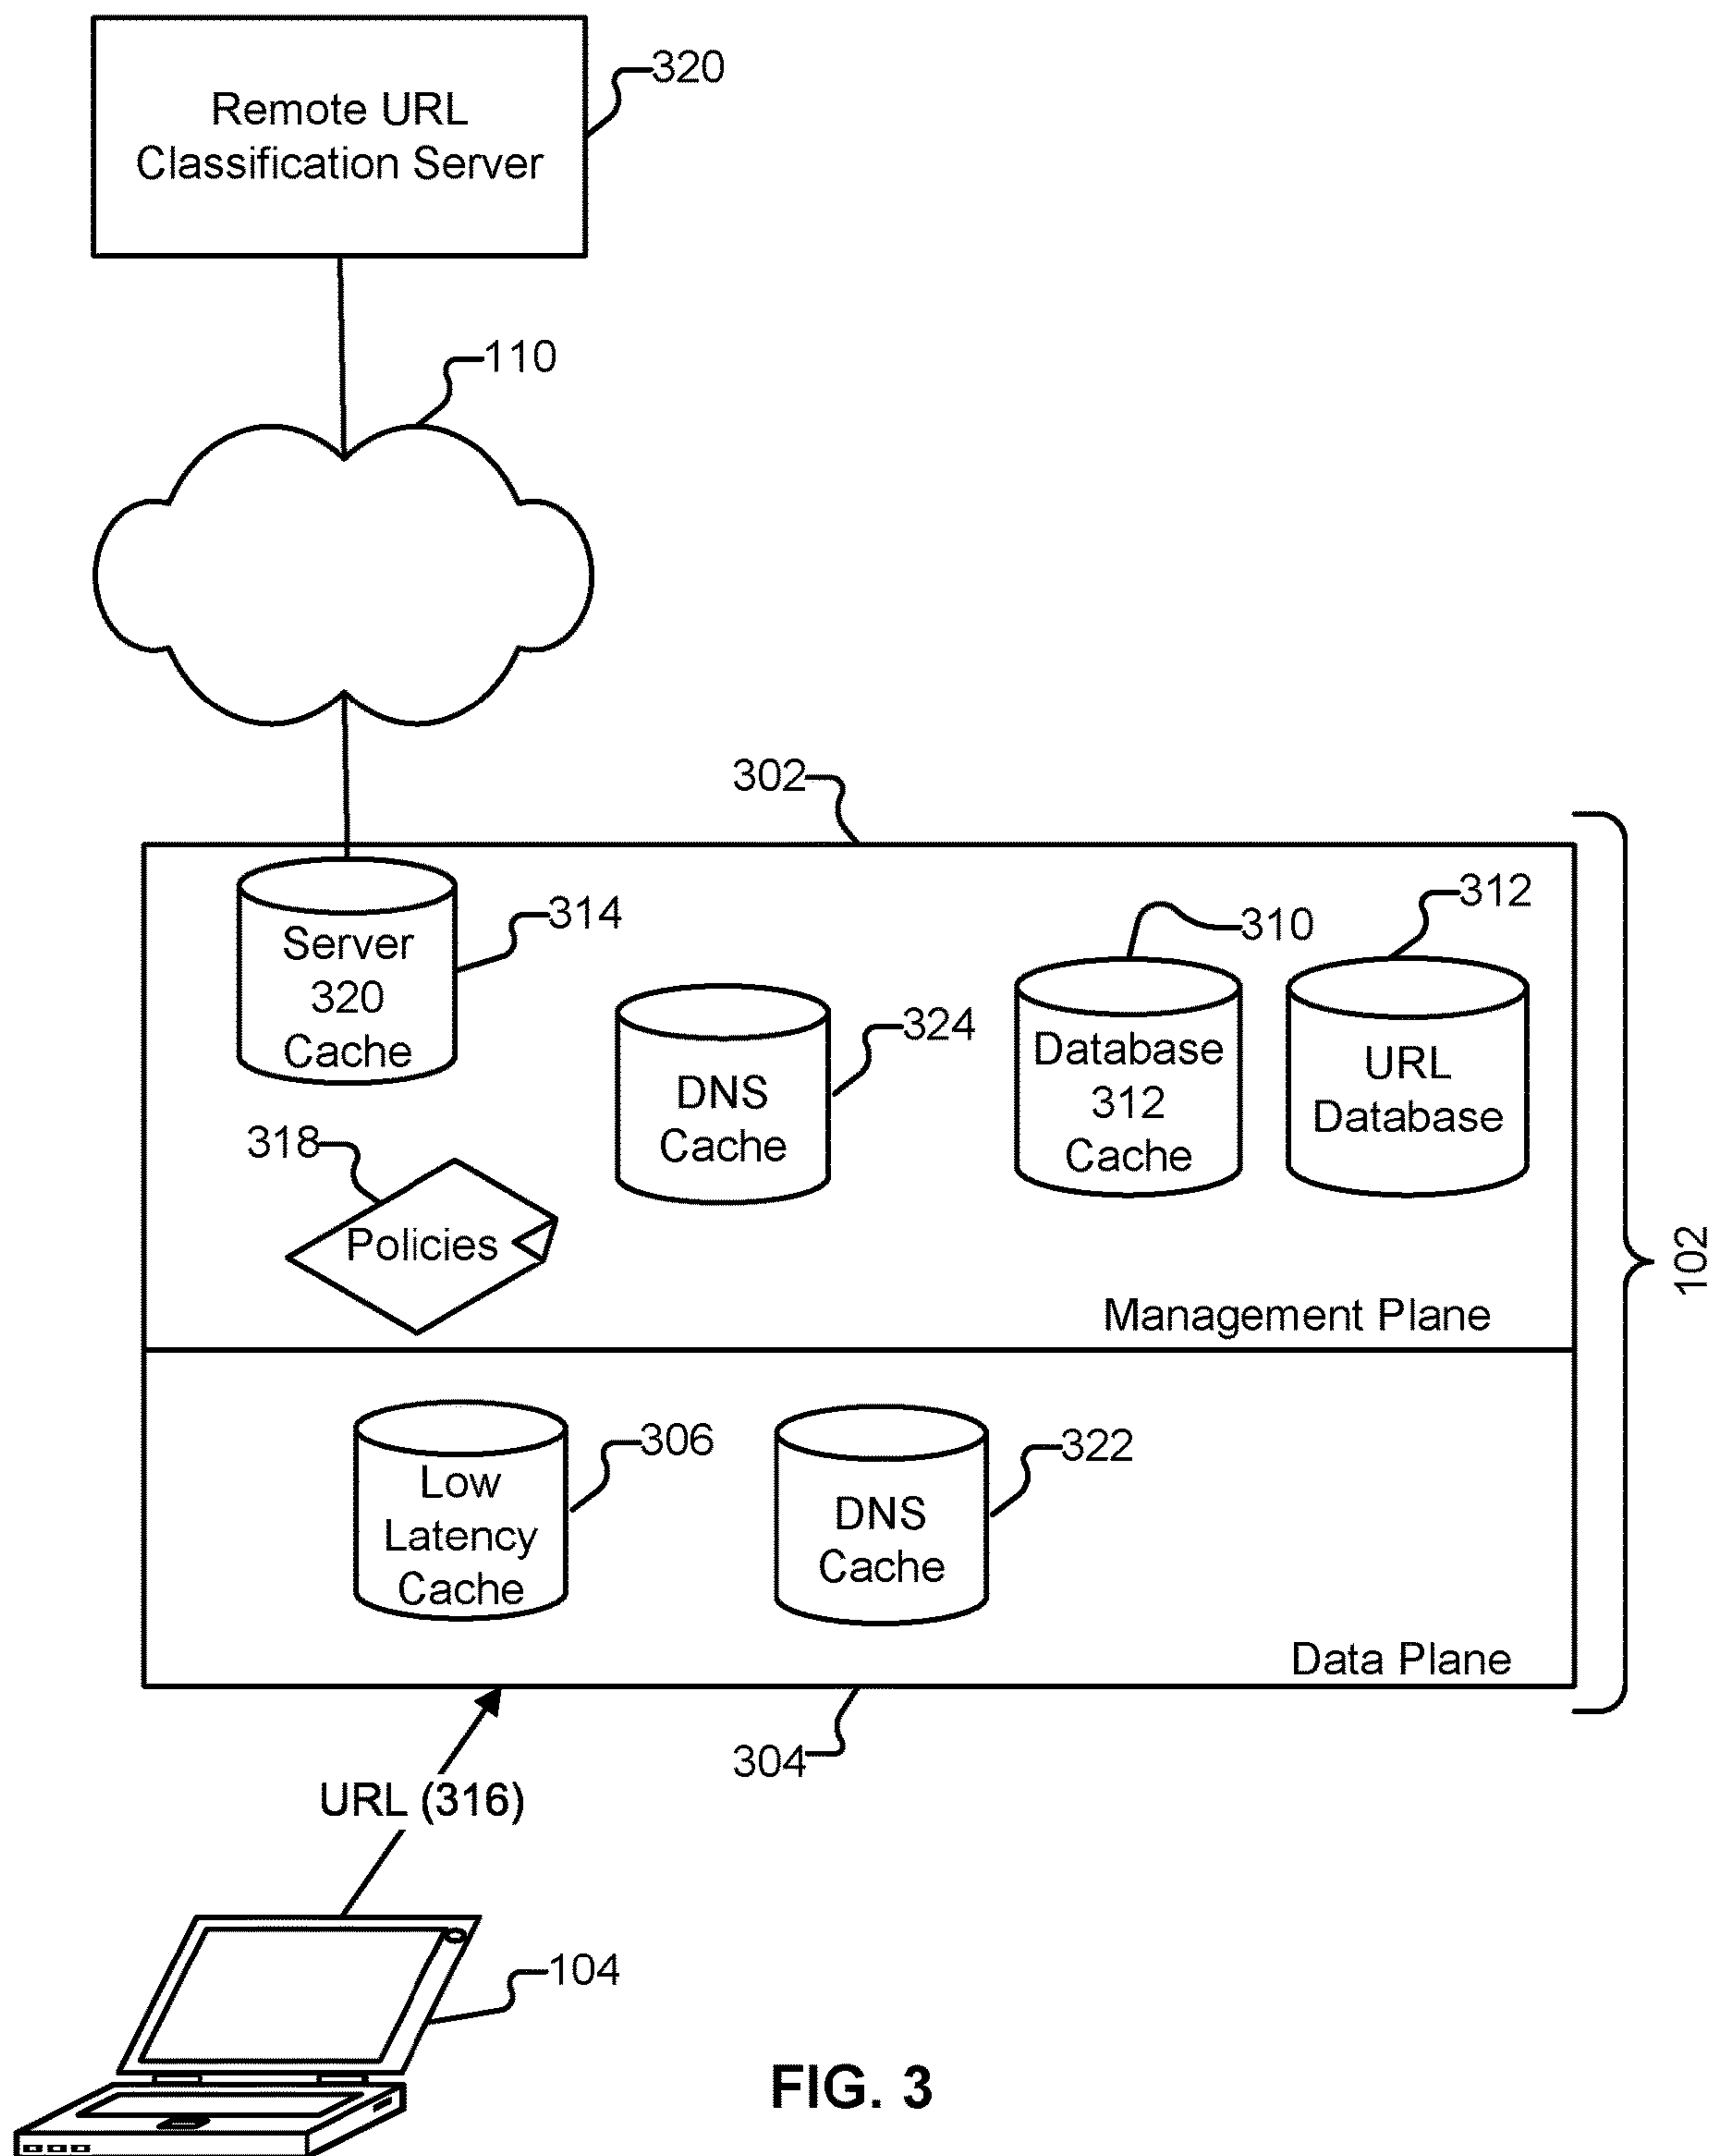 Remote URL
Classification Server
320
110
302
Server
320
Cache
314
DNS
Cache
324
310
Database
312
Cache
312
URL
Database
318
Policies
Management Plane
102
Low
Latency
Cache
306
DNS
Cache
322
Data Plane
304
URL (316)
104
FIG. 3